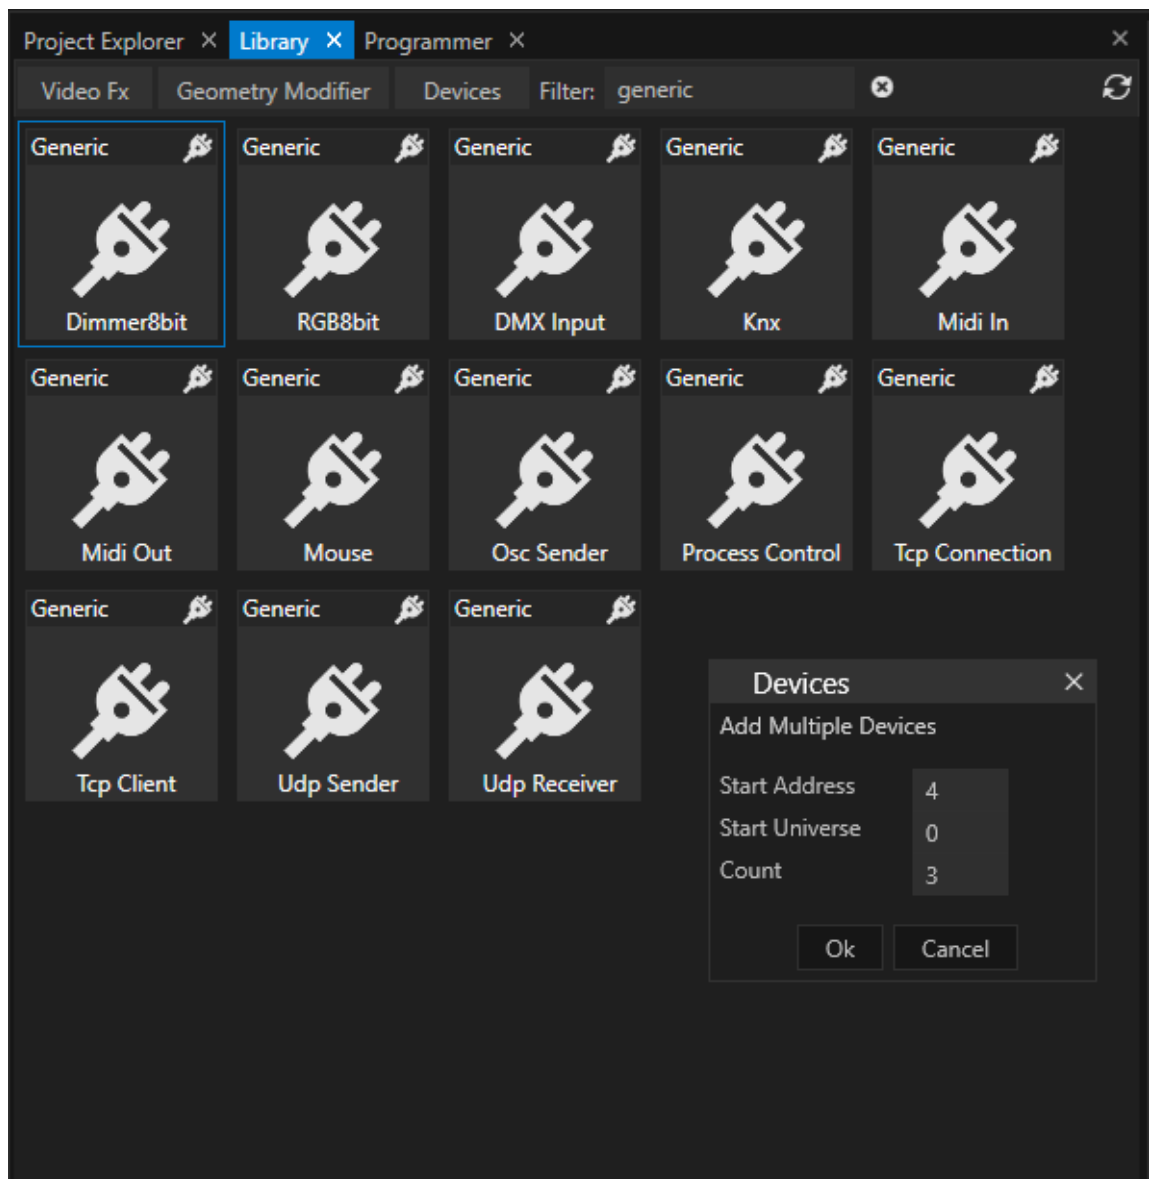 Project Explorer Library Programmer
Video Fx Geometry Modifier Devices Filter: generic
Generic Generic Generic Generic Generic
Dimmer8bit RGB8bit DMX Input Knx Midi In
Generic Generic Generic Generic Generic
Midi Out Mouse Osc Sender Process Control Tcp Connection
Generic Generic Generic
Tcp Client Udp Sender Udp Receiver
Devices
Add Multiple Devices
Start Address 4
Start Universe 0
Count 3
Ok Cancel